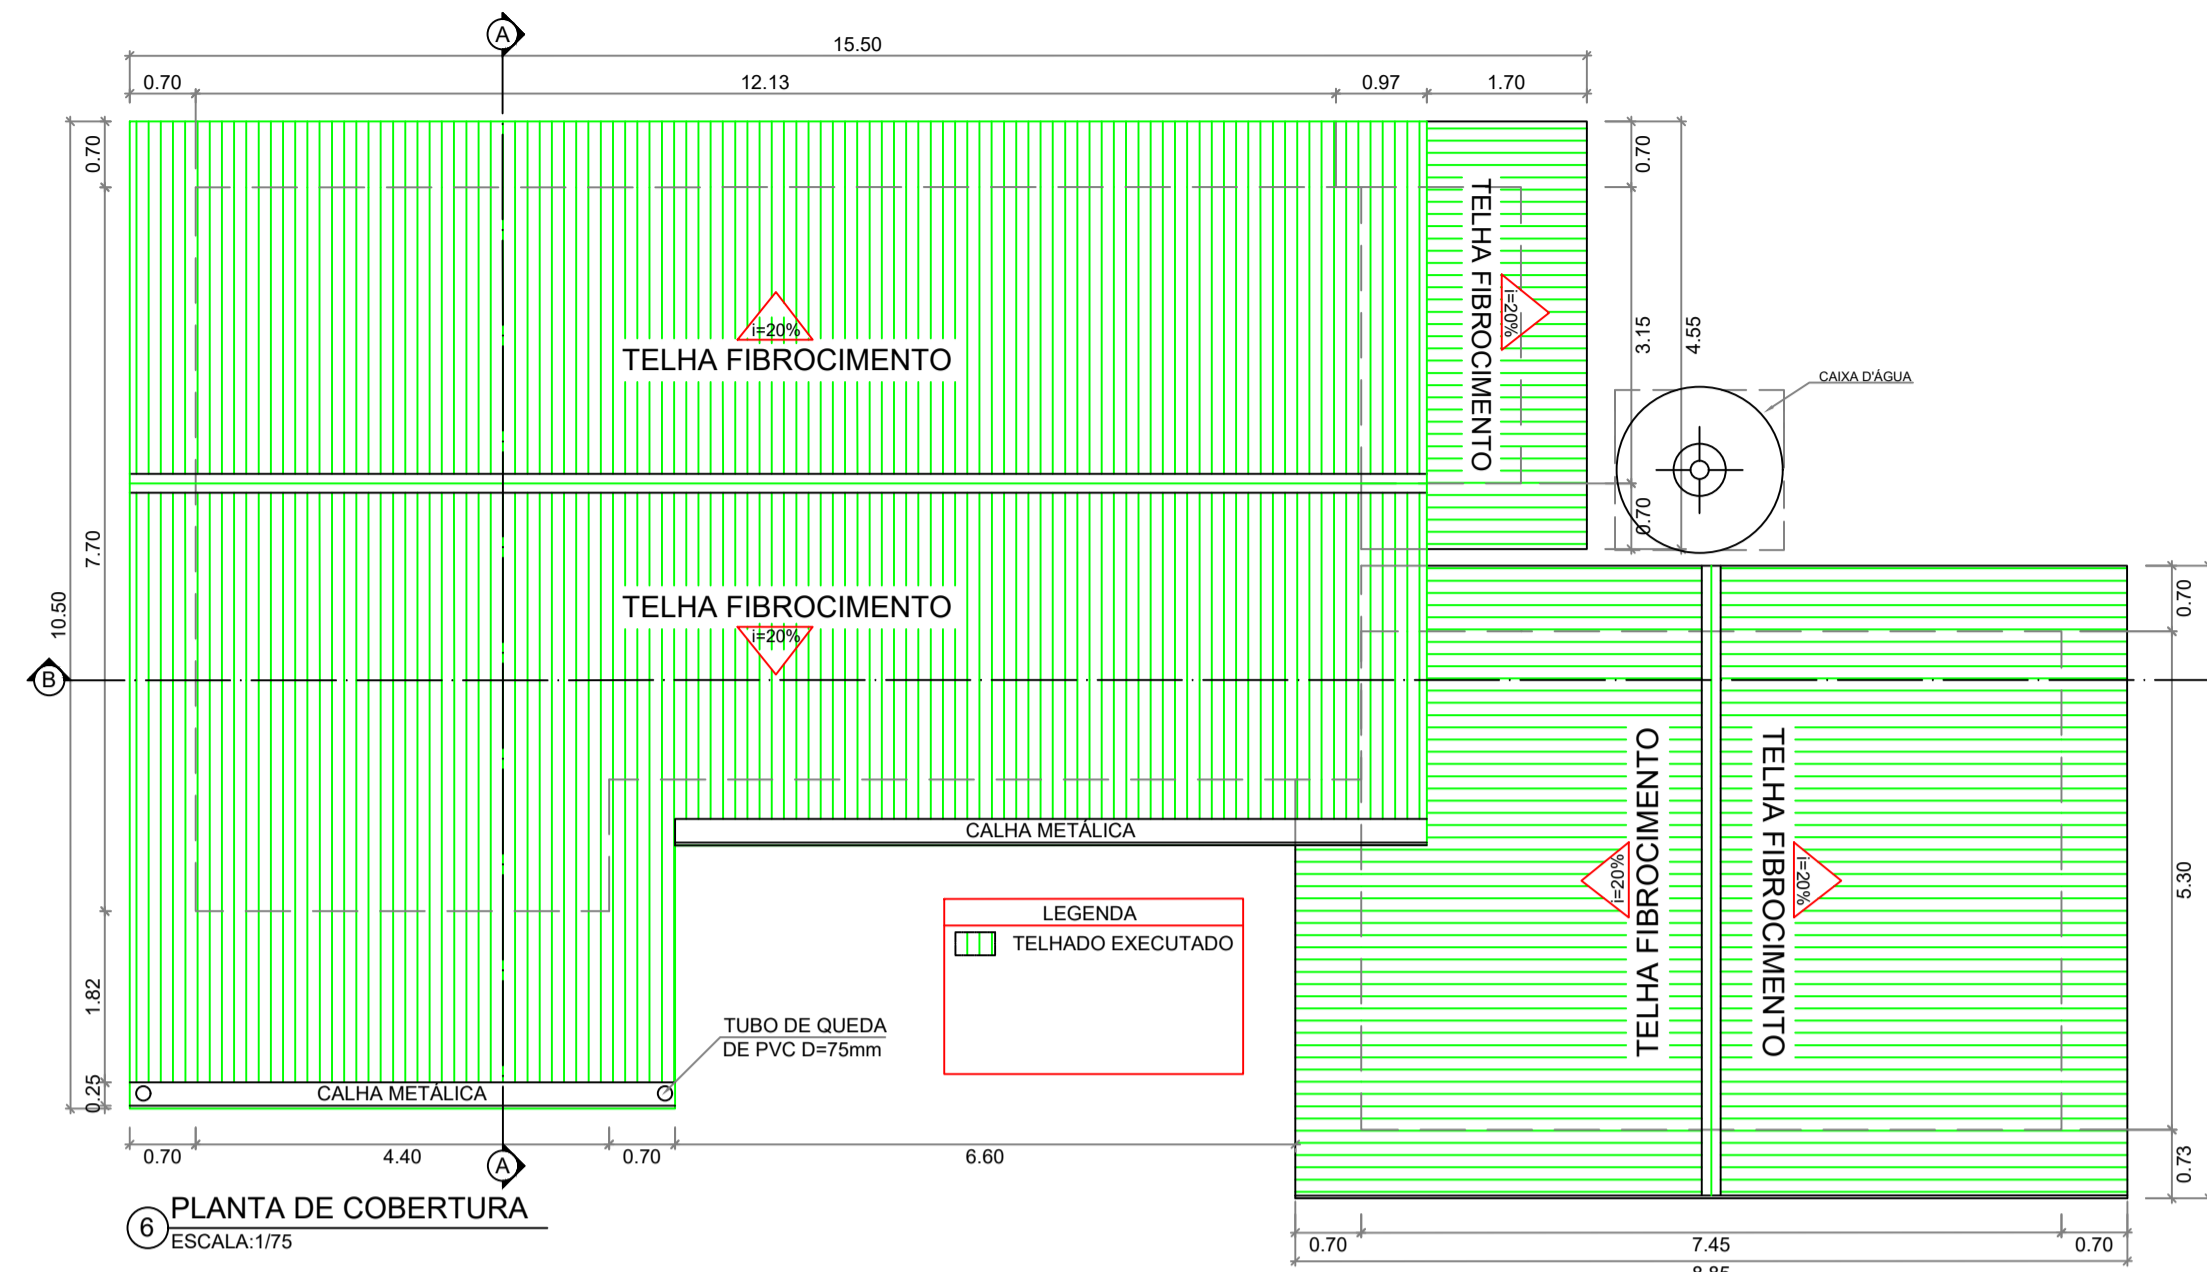 A
15.50
0.70
12.13
0.97
1.70
0.70
0.70
TELHA FIBROCIMENTO
i=20%
i=20%
TELHA FIBROCIMENTO
3.15
4.55
CAIXA D'ÁGUA
0.70
7.70
10.50
TELHA FIBROCIMENTO
i=20%
0.70
B
TELHA FIBROCIMENTO
TELHA FIBROCIMENTO
i=20%
i=20%
5.30
CALHA METÁLICA
LEGENDA
TELHADO EXECUTADO
1.82
TUBO DE QUEDA
DE PVC D=75mm
0.25
CALHA METÁLICA
0.70
4.40
A
0.70
6.60
0.73
6
PLANTA DE COBERTURA
ESCALA:1/75
0.70
7.45
0.70